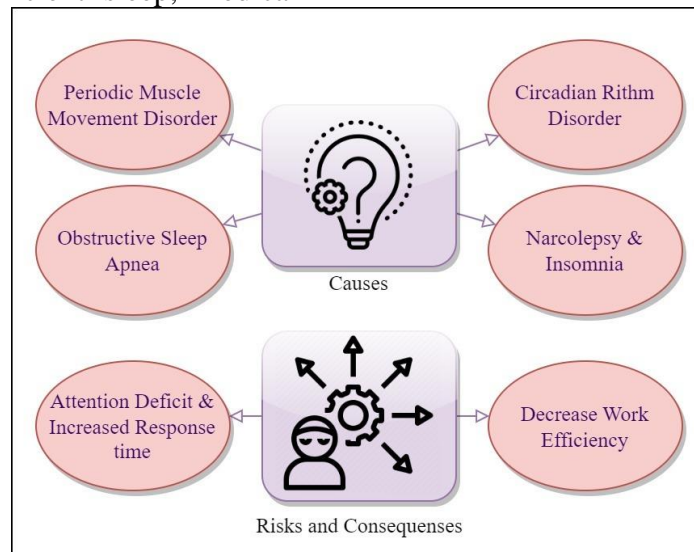 Periodic Muscle
Movement Disorder
Circadian Rithm
Disorder
Obstructive Sleep
Apnea
Narcolepsy &
Insomnia
Causes
Attention Deficit &
Increased Response
time
Decrease Work
Efficiency
Risks and Consequenses